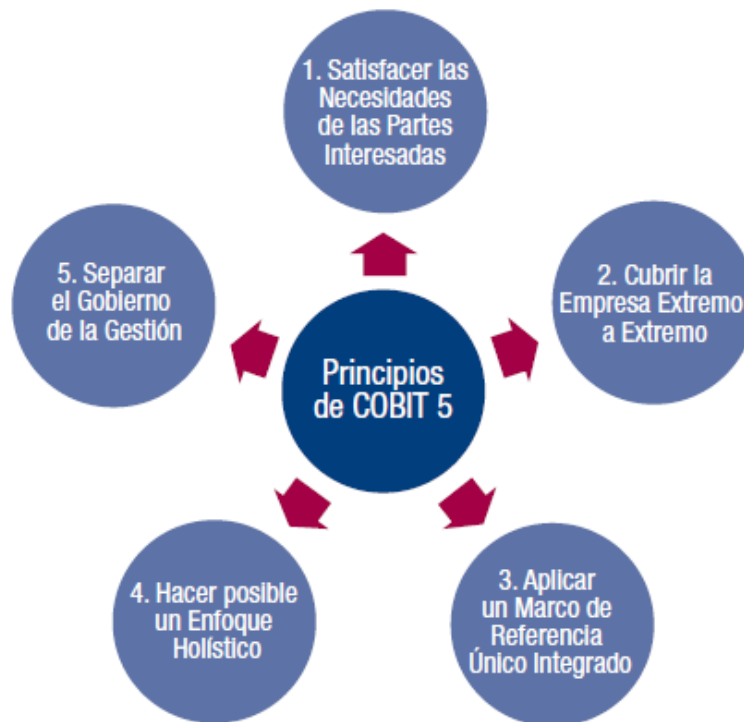 1. Satisfacer las
Necesidades
de las Partes
Interesadas
2. Cubrir la
Empresa Extremo
a Extremo
3. Aplicar
un Marco de
Referencia
Único Integrado
4. Hacer posible
un Enfoque
Holístico
5. Separar
el Gobierno
de la Gestión
Principios
de COBIT 5